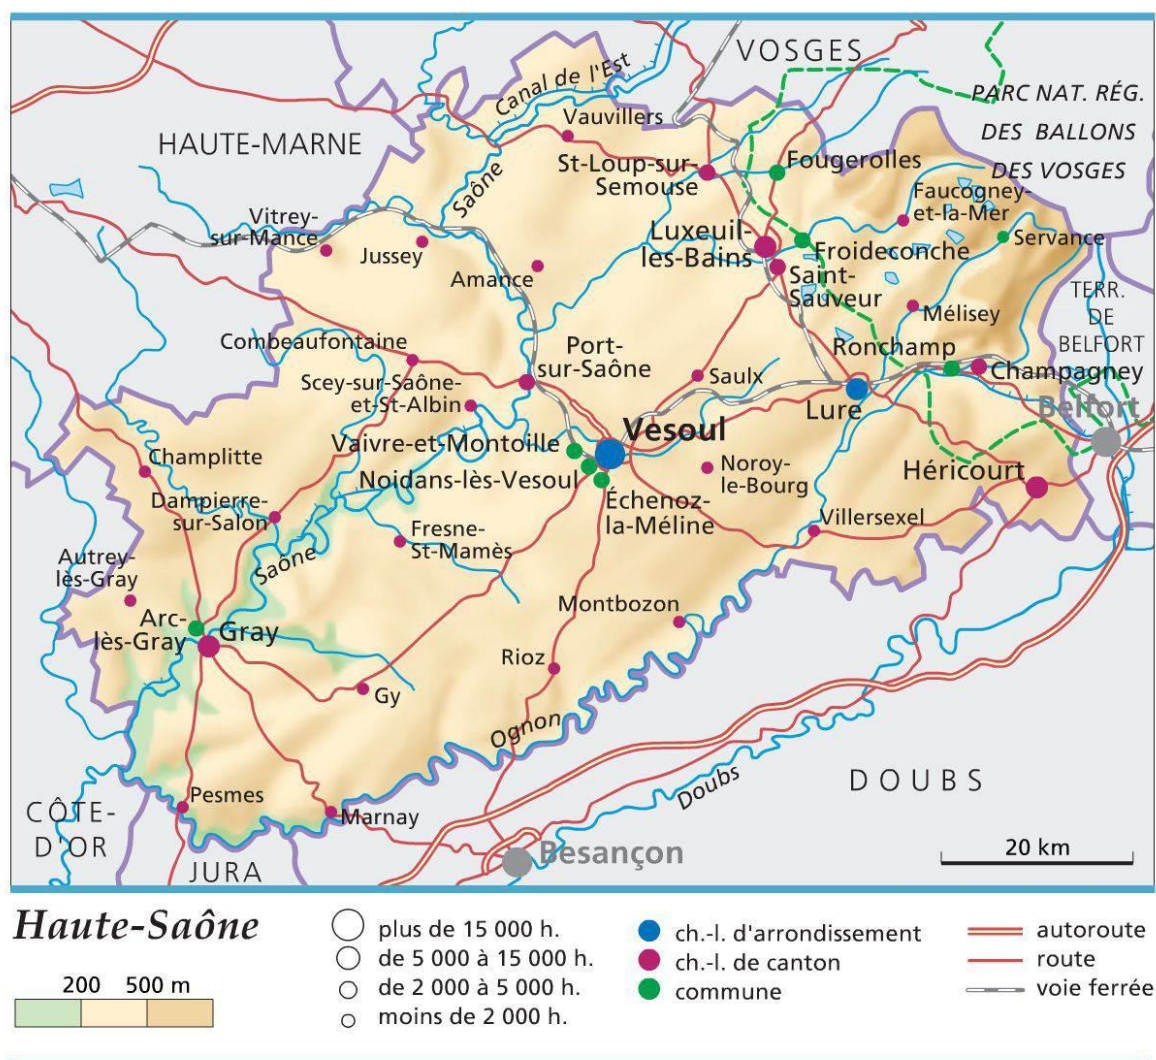 VOSGES
Canal de l'Est
PARC NAT. RÉG.
DES BALLONS
DES VOSGES
HAUTE-MARNE
Vauvillers
St-Loup-sur-
Semouse
Fougerolles
Saône
Faucogney-
et-la-Mer
Vitrey-
sur-Mance
Jussey
Amance
Luxeuil-
les-Bains
Froideconche
Servance
Saint-
Sauveur
TERR.
DE
BELFORT
Mélisey
Combeaufontaine
Port-
sur-Saône
Ronchamp
Champagney
Scey-sur-Saône-
et-St-Albin
Saulx
Lure
Belfort
Vaivre-et-Montoille
Vesoul
Noidans-lès-Vesoul
Noroy-
le-Bourg
Héricourt
Champlitte
Échenoz-
la-Méline
Dampierre-
sur-Salon
Villersexel
Fresne-
St-Mamès
Saône
Autrey-
lès-Gray
Arc-
lès-Gray
Gray
Montbozon
Rioz
Gy
Ognon
Doubs
DOUBS
Pesmes
Marnay
CÔTE-
D'OR
JURA
Besançon
20 km
Haute-Saône
200 500 m
plus de 15 000 h.
de 5 000 à 15 000 h.
de 2 000 à 5 000 h.
moins de 2 000 h.
ch.-l. d'arrondissement
ch.-l. de canton
commune
autoroute
route
voie ferrée